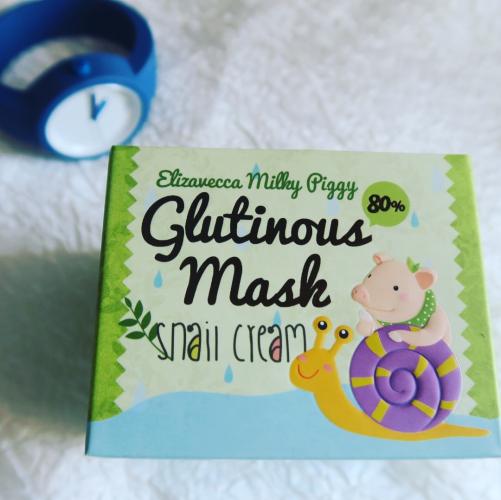 Elizavecca Milky Piggy
80%
Glutinous
Mask
snail cream